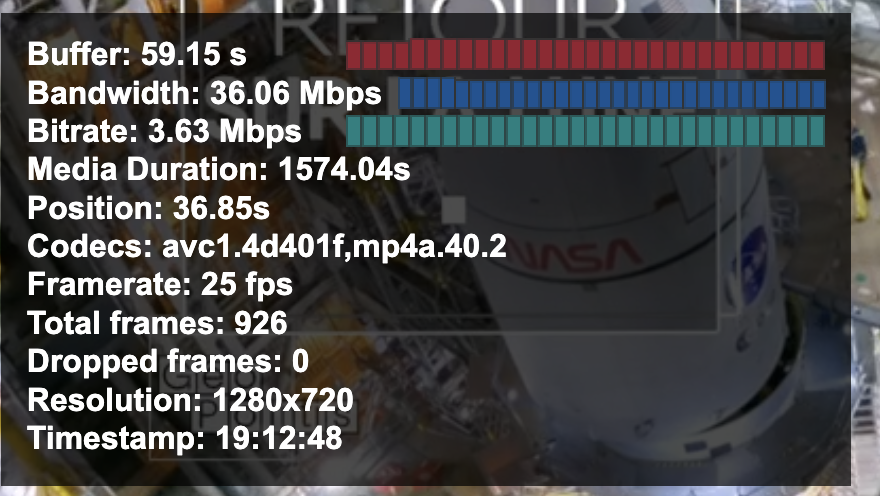 RETOUR
Buffer: 59.15 s
Bandwidth: 36.06 Mbps
Bitrate: 3.63 Mbps
Media Duration: 1574.04s
Position: 36.85s
Codecs: avc1.4d401f,mp4a.40.2
NASA
Framerate: 25 fps
Total frames: 926
Dropped frames: 0
Resolution: 1280x720
Timestamp: 19:12:48